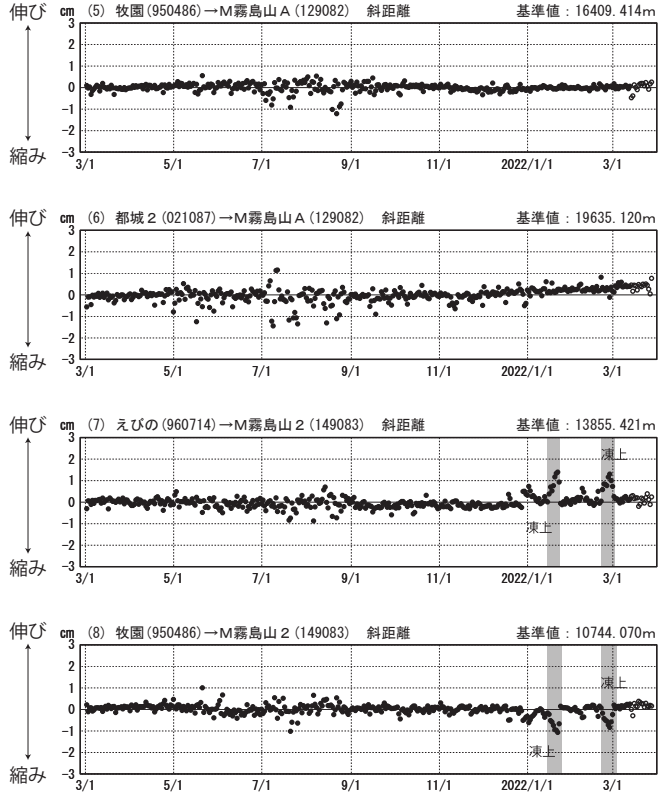 伸び cm (5) 牧園(950486)→M霧島山A(129082) 斜距離 基準値：16409.414m
3
2
1
0
-1
-2
-3
縮み
3/1 5/1 7/1 9/1 11/1 2022/1/1 3/1
伸び cm (6) 都城2(021087)→M霧島山A(129082) 斜距離 基準値：19635.120m
3
2
1
0
-1
-2
-3
縮み
3/1 5/1 7/1 9/1 11/1 2022/1/1 3/1
伸び cm (7) えびの(960714)→M霧島山2(149083) 斜距離 基準値：13855.421m
3
凍上
2
1
0
-1
凍上
-2
-3
縮み
3/1 5/1 7/1 9/1 11/1 2022/1/1 3/1
伸び cm (8) 牧園(950486)→M霧島山2(149083) 斜距離 基準値：10744.070m
3
2
凍上
1
0
-1
-2
凍上
-3
縮み
3/1 5/1 7/1 9/1 11/1 2022/1/1 3/1